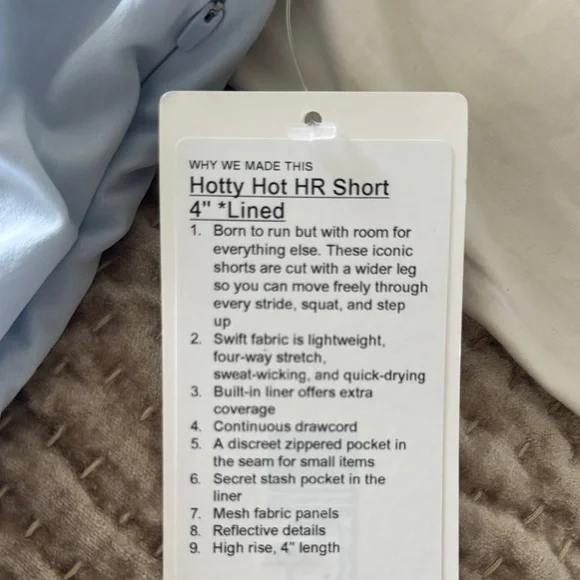 WHY WE MADE THIS
Hotty Hot HR Short
4" *Lined
1. Born to run but with room for
everything else. These iconic
shorts are cut with a wider leg
so you can move freely through
every stride, squat, and step
up
2. Swift fabric is lightweight,
four-way stretch,
sweat-wicking, and quick-drying
3. Built-in liner offers extra
coverage
4. Continuous drawcord
5. A discreet zippered pocket in
the seam for small items
6. Secret stash pocket in the
liner
7. Mesh fabric panels
8. Reflective details
9. High rise, 4" length